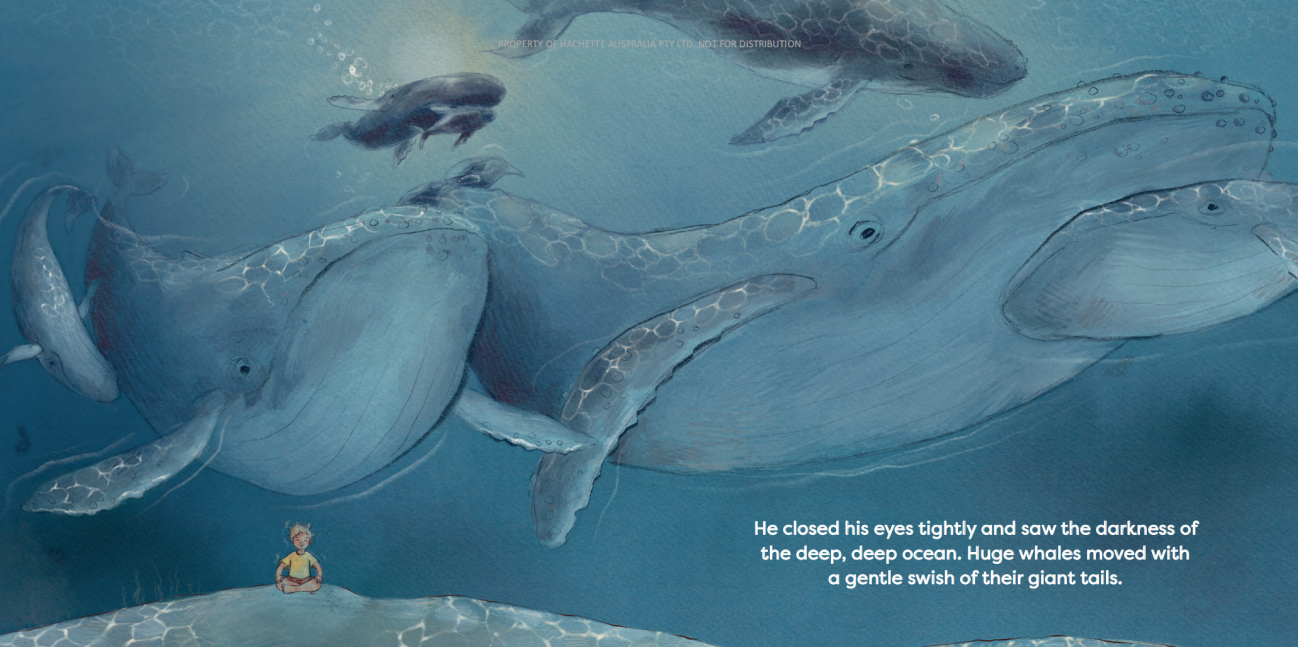 PROPERTY OF HACHETTE AUSTRALIA PTY LTD. NOT FOR DISTRIBUTION
He closed his eyes tightly and saw the darkness of
the deep, deep ocean. Huge whales moved with
a gentle swish of their giant tails.